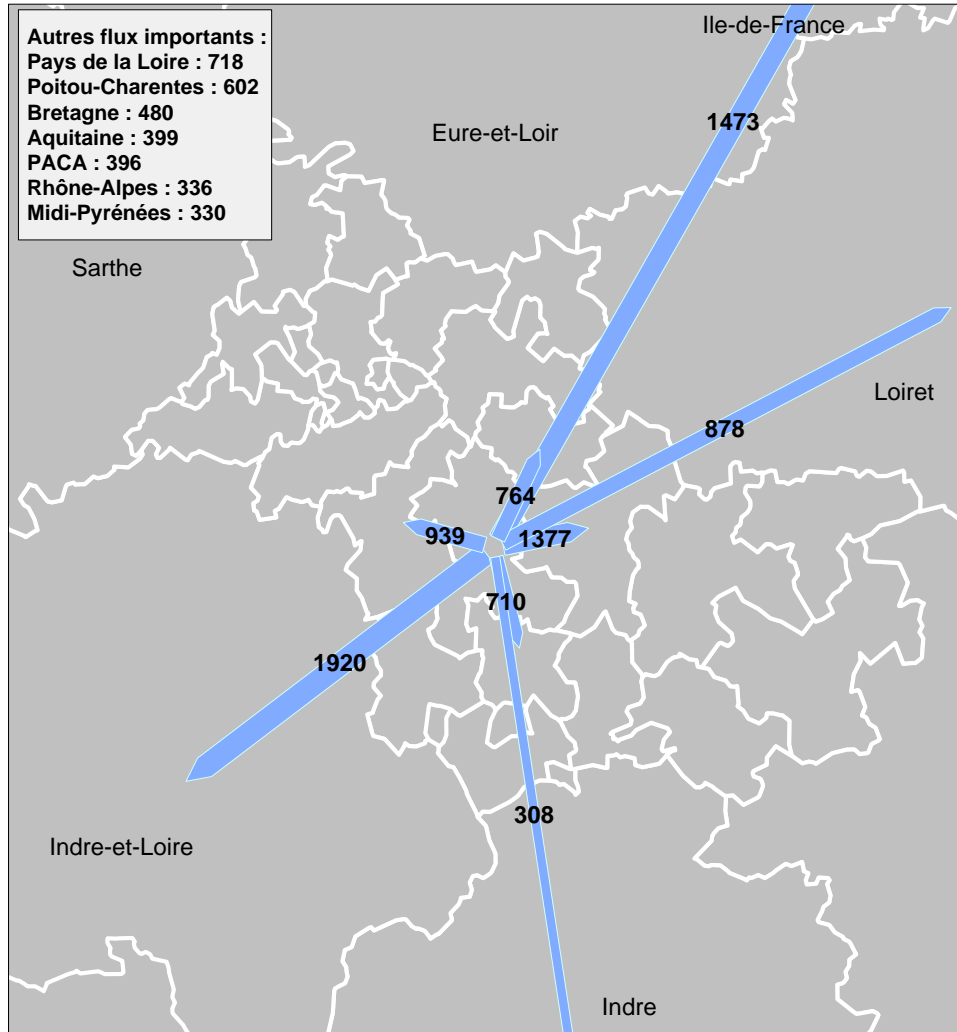 Autres flux importants :
Pays de la Loire : 718
Poitou-Charentes : 602
Bretagne : 480
Aquitaine : 399
PACA : 396
Rhône-Alpes : 336
Midi-Pyrénées : 330
Ile-de-France
1473
Eure-et-Loir
Sarthe
Loiret
878
764
939
1377
710
1920
308
Indre-et-Loire
Indre